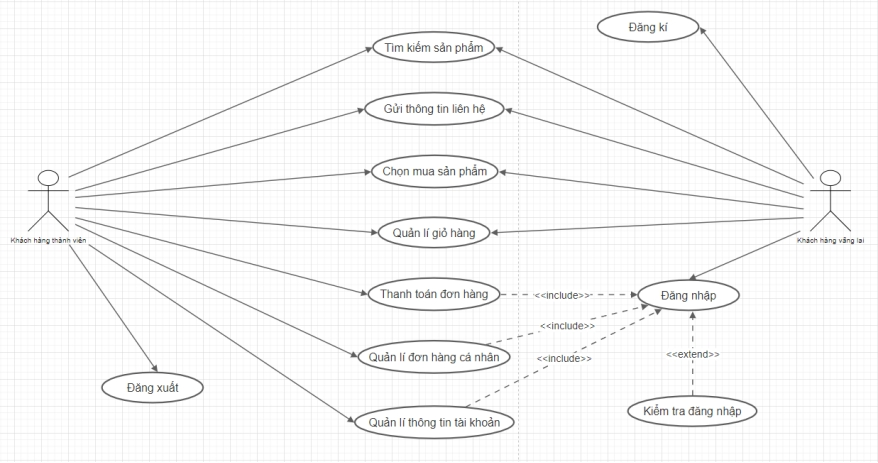 Đăng kí
Tìm kiếm sản phẩm
Gửi thông tin liên hệ
Chọn mua sản phẩm
Khách hàng thành viên
Quản lí giỏ hàng
Khách hàng vãng lai
Thanh toán đơn hàng
<<include>>
Đăng nhập
<<include>>
Quản lí đơn hàng cá nhân
<<include>>
<<extend>>
Đăng xuất
Quản lí thông tin tài khoản
Kiểm tra đăng nhập